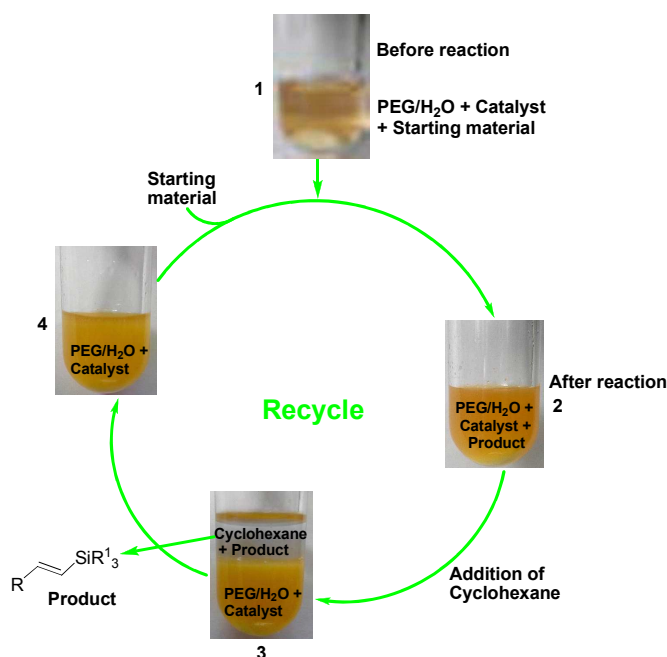 Before reaction
1
PEG/H₂O + Catalyst
+ Starting material
Starting
material
4
PEG/H₂O +
Catalyst
After reaction
2
PEG/H₂O +
Catalyst +
Product
Recycle
Cyclohexane
+ Product
SiR¹₃
R
Product
PEG/H₂O +
Catalyst
3
Addition of
Cyclohexane